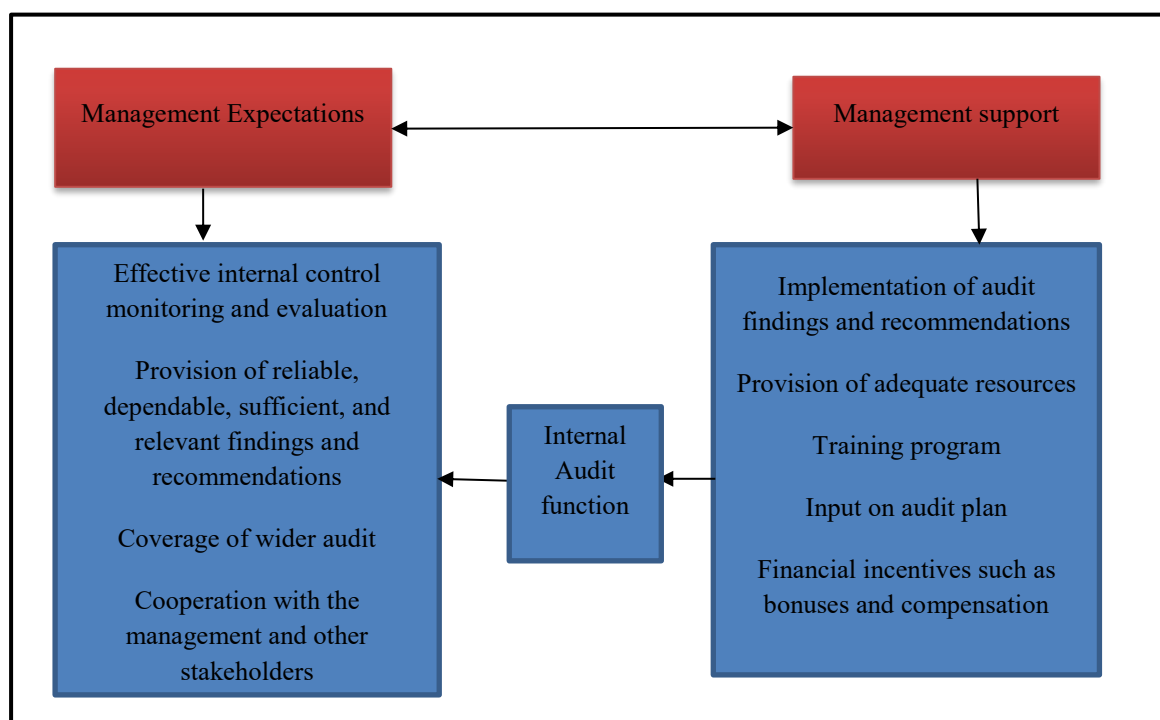 Management Expectations
Management support
Effective internal control
monitoring and evaluation
Provision of reliable,
dependable, sufficient, and
relevant findings and
recommendations
Coverage of wider audit
Cooperation with the
management and other
stakeholders
Internal
Audit
function
Implementation of audit
findings and recommendations
Provision of adequate resources
Training program
Input on audit plan
Financial incentives such as
bonuses and compensation